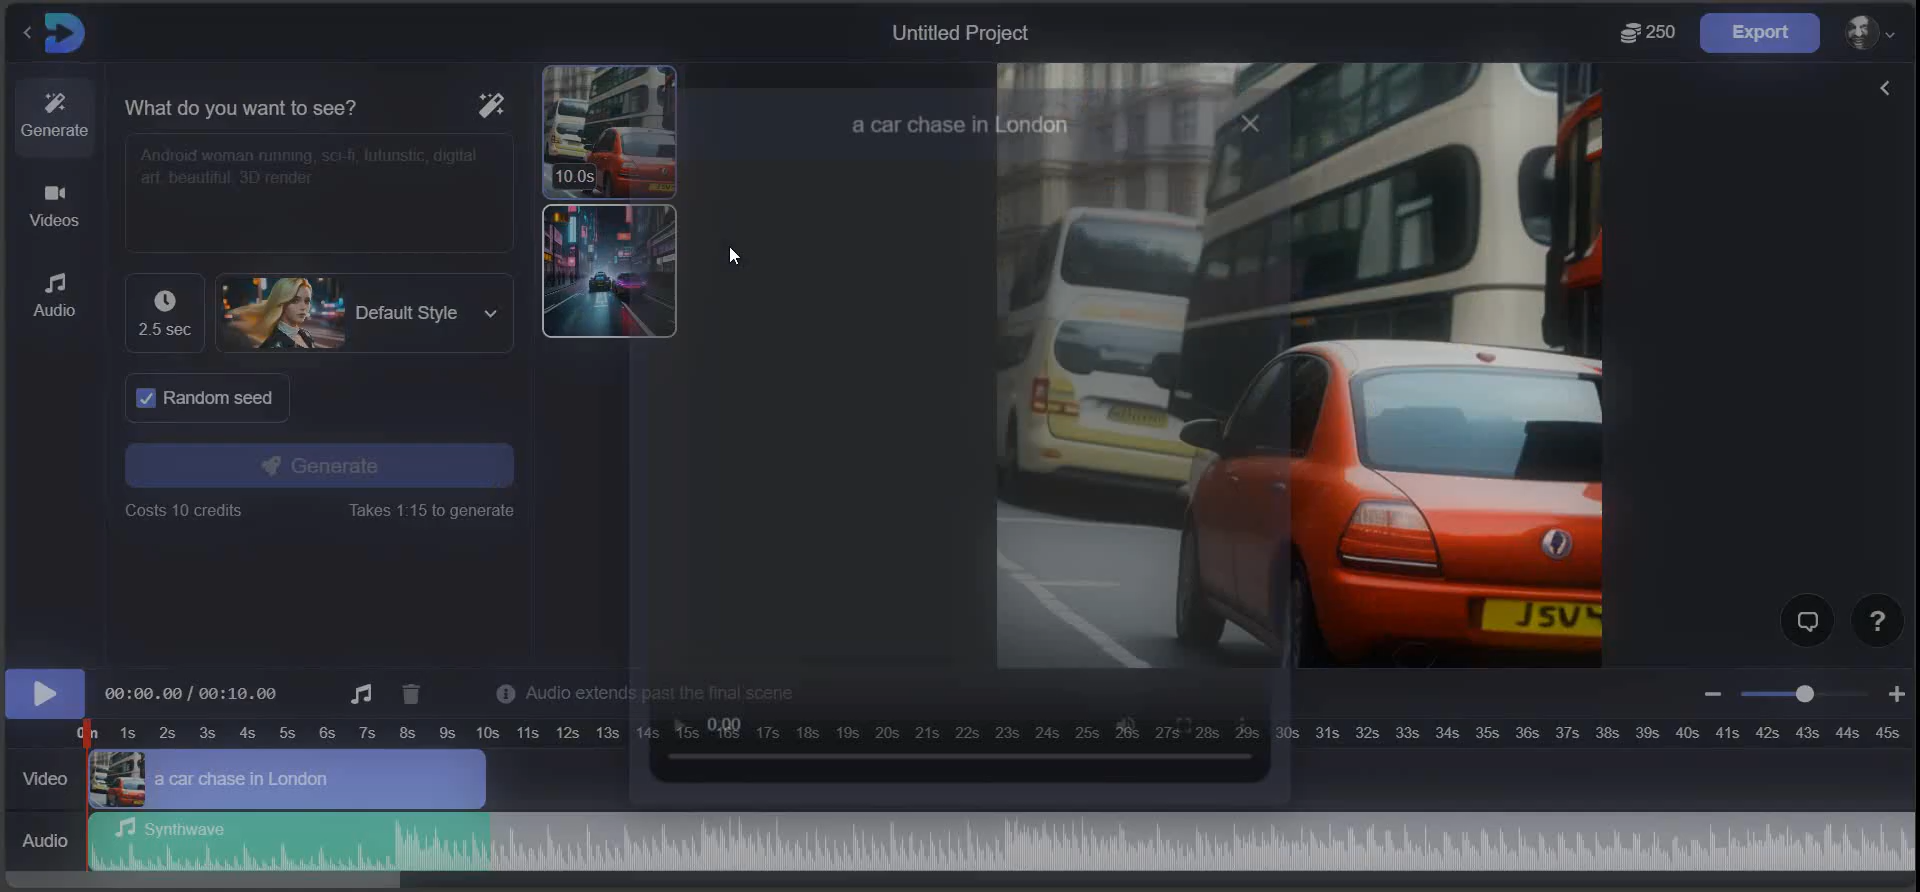 Untitled Project
250
Export
Generate
Videos
Audio
What do you want to see?
Android woman running, sci-fi, futuristic, digital
art, beautiful, 3D render
2.5 sec
Default Style
Random seed
Generate
Costs 10 credits
Takes 1:15 to generate
10.0s
a car chase in London
JSV
?
00:00.00 / 00:10.00
Audio extends past the final scene
0:00
1s 2s 3s 4s 5s 6s 7s 8s 9s 10s 11s 12s 13s 14s 15s 16s 17s 18s 19s 20s 21s 22s 23s 24s 25s 26s 27s 28s 29s 30s 31s 32s 33s 34s 35s 36s 37s 38s 39s 40s 41s 42s 43s 44s 45s
Video
a car chase in London
Audio
Synthwave